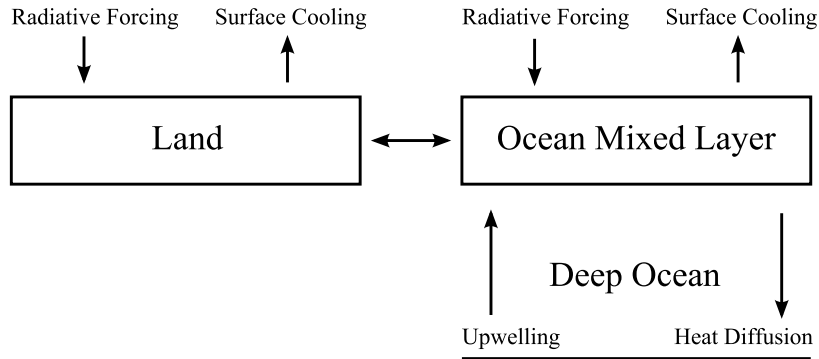 Radiative Forcing Surface Cooling Radiative Forcing Surface Cooling
Land Ocean Mixed Layer
Deep Ocean
Upwelling Heat Diffusion